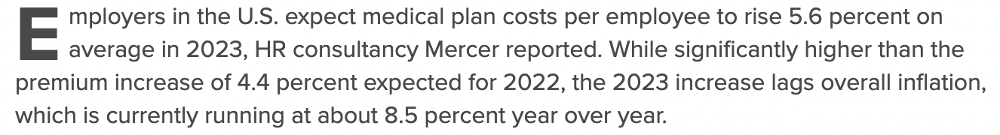 Employers in the U.S. expect medical plan costs per employee to rise 5.6 percent on
average in 2023, HR consultancy Mercer reported. While significantly higher than the
premium increase of 4.4 percent expected for 2022, the 2023 increase lags overall inflation,
which is currently running at about 8.5 percent year over year.